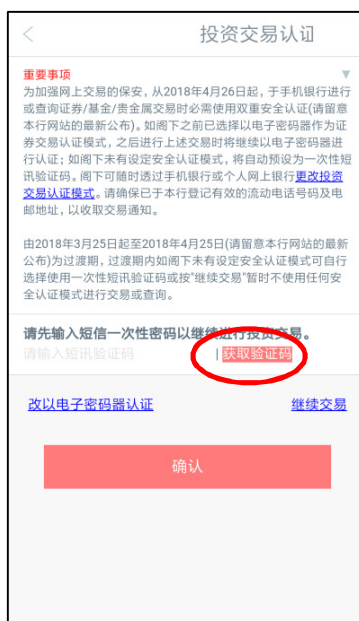 投资交易认证
重要事项
为加强网上交易的保安，从2018年4月26日起，于手机银行进行
或查询证券/基金/贵金属交易时必需使用双重安全认证(请留意
本行网站的最新公布)。如阁下之前已选择以电子密码器作为证
券交易认证模式，之后进行上述交易时将继续以电子密码器进
行认证；如阁下未有设定安全认证模式，将自动预设为一次性短
讯验证码。阁下可随时透过手机银行或个人网上银行更改投资
交易认证模式。请确保已于本行登记有效的流动电话号码及电
邮地址，以收取交易通知。
由2018年3月25日起至2018年4月25日(请留意本行网站的最新
公布)为过渡期，过渡期内如阁下未有设定安全认证模式可自行
选择使用一次性短讯验证码或按"继续交易"暂时不使用任何安
全认证模式进行交易或查询。
请先输入短信一次性密码以继续进行投资交易。
请输入短讯验证码 | 获取验证码
改以电子密码器认证 继续交易
确认